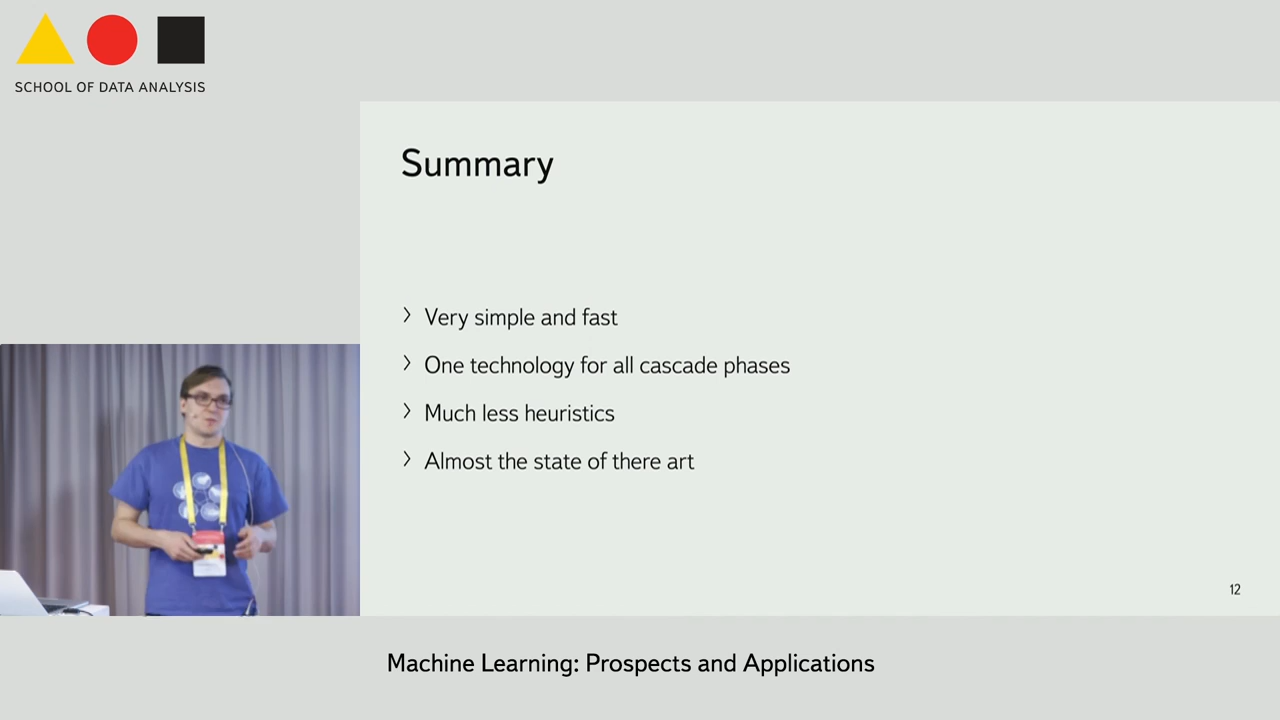 SCHOOL OF DATA ANALYSIS
Summary
Very simple and fast
One technology for all cascade phases
Much less heuristics
Almost the state of there art
12
Machine Learning: Prospects and Applications